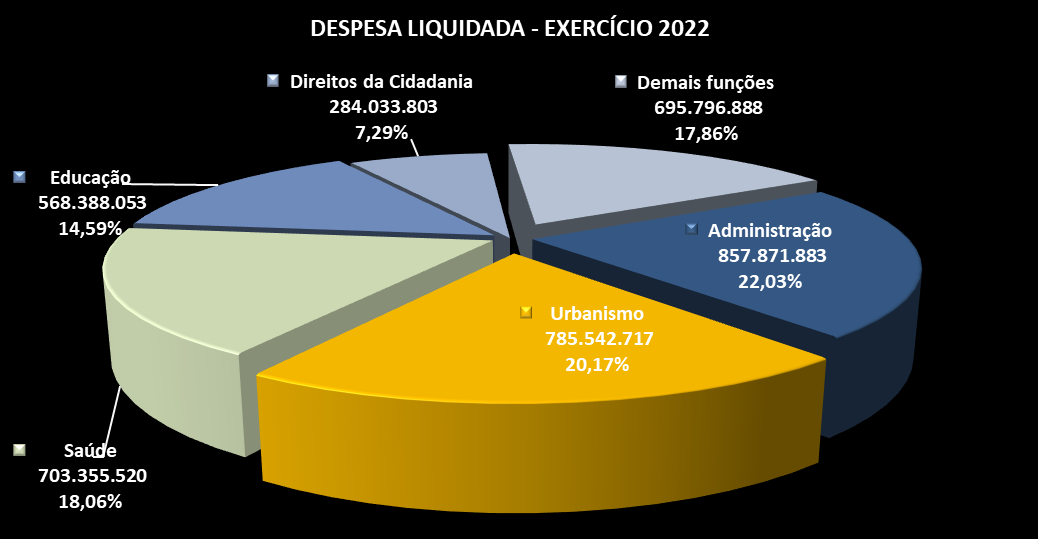 DESPESA LIQUIDADA - EXERCÍCIO 2022
Direitos da Cidadania
284.033.803
7,29%
Demais funções
695.796.888
17,86%
Educação
568.388.053
14,59%
Administração
857.871.883
22,03%
Urbanismo
785.542.717
20,17%
Saúde
703.355.520
18,06%